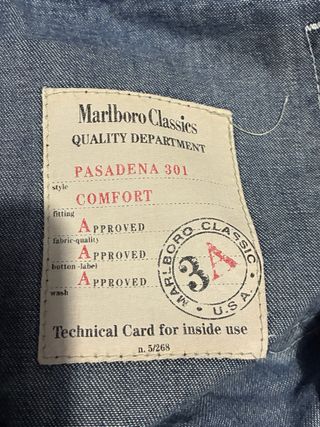 Marlboro Classics
QUALITY DEPARTMENT
PASADENA 301
style
COMFORT
fitting
APPROVED
fabric-quality
APPROVED
button-label
APPROVED
wash
MARLBORO CLASSIC • U.S.A. •
3A
Technical Card for inside use
n. 5/268